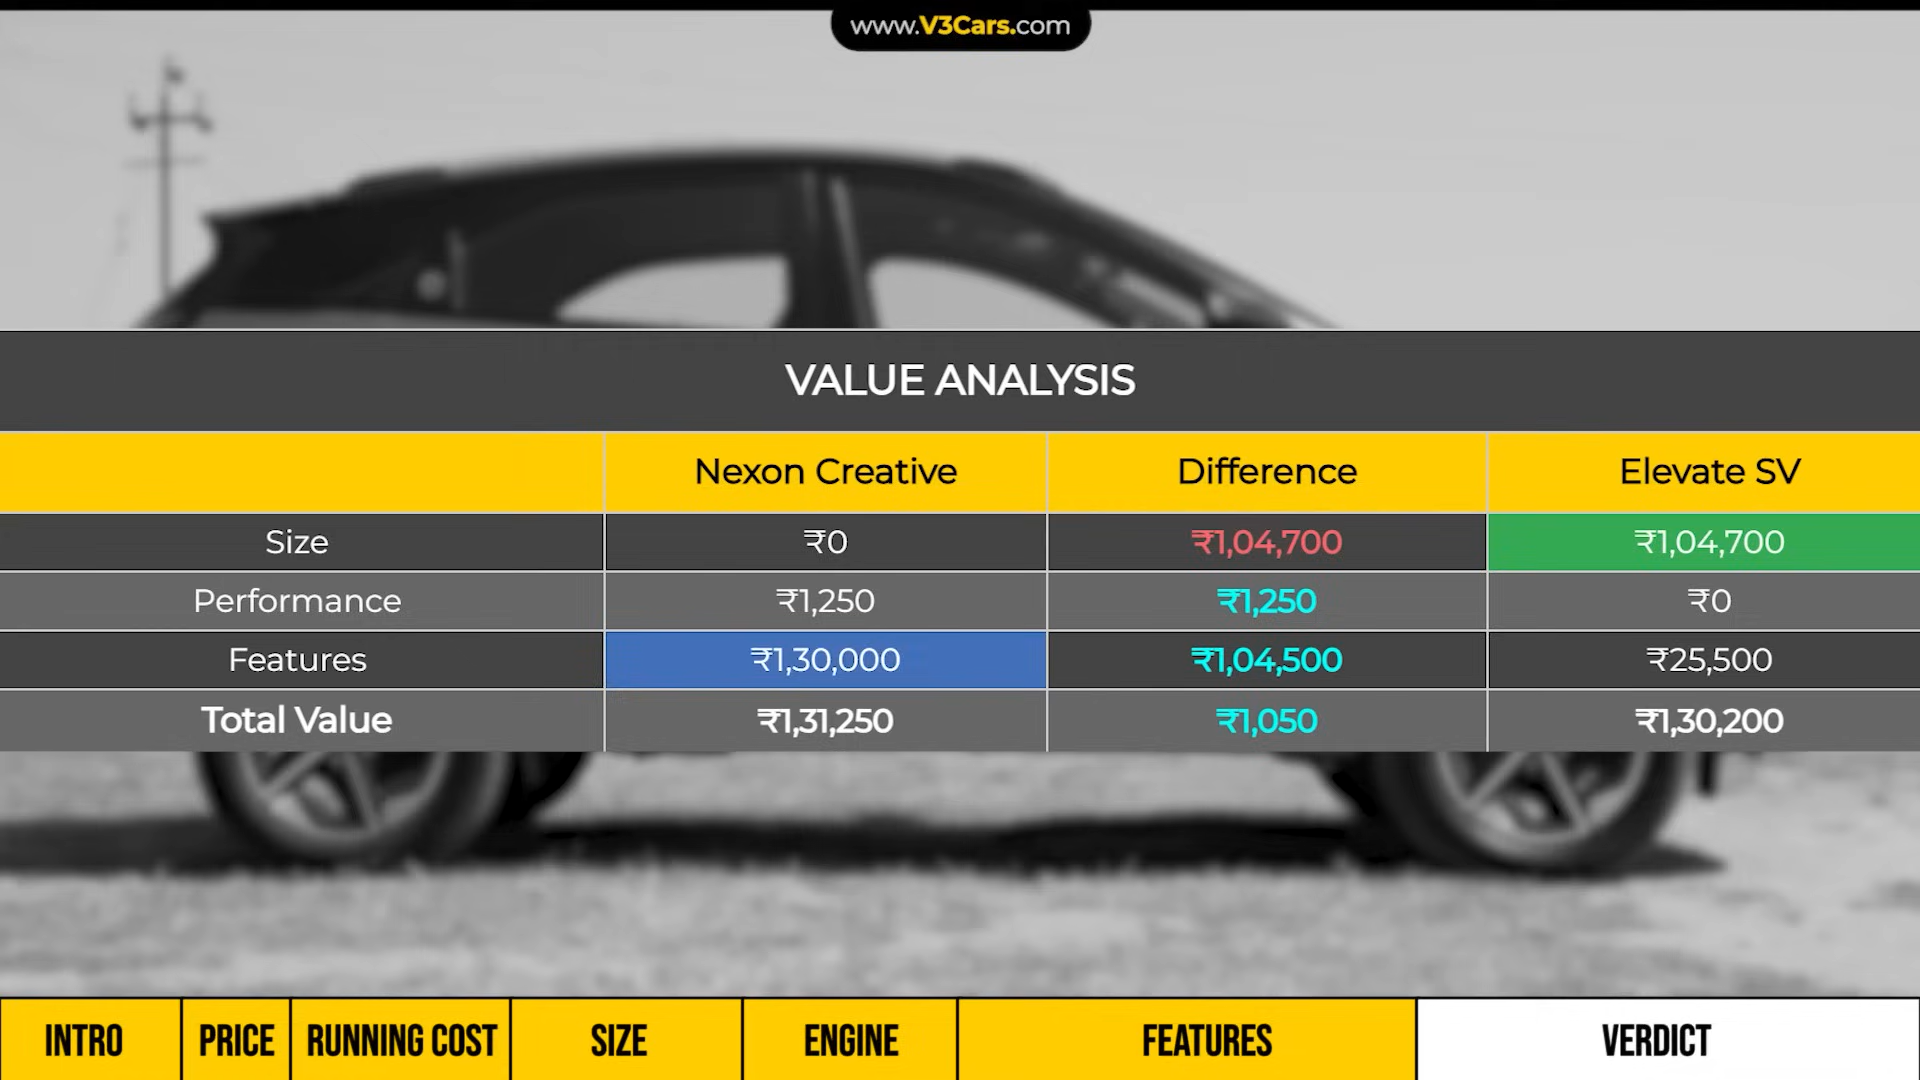 www.V3Cars.com
VALUE ANALYSIS
Nexon Creative Difference Elevate SV
Size ₹0 ₹1,04,700 ₹1,04,700
Performance ₹1,250 ₹1,250 ₹0
Features ₹1,30,000 ₹1,04,500 ₹25,500
Total Value ₹1,31,250 ₹1,050 ₹1,30,200
INTRO PRICE RUNNING COST SIZE ENGINE FEATURES VERDICT